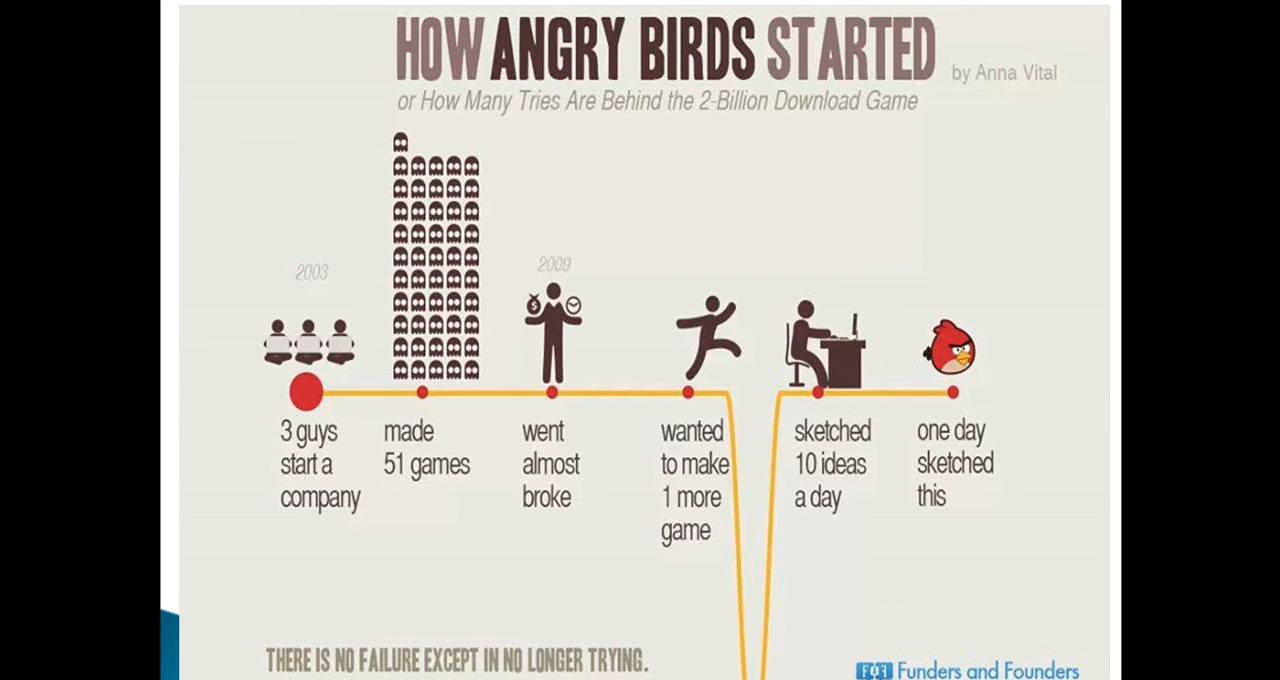 HOW ANGRY BIRDS STARTED
by Anna Vital
or How Many Tries Are Behind the 2-Billion Download Game
2003
2009
$
3 guys
start a
company
made
51 games
went
almost
broke
wanted
to make
1 more
game
sketched
10 ideas
a day
one day
sketched
this
THERE IS NO FAILURE EXCEPT IN NO LONGER TRYING.
Funders and Founders